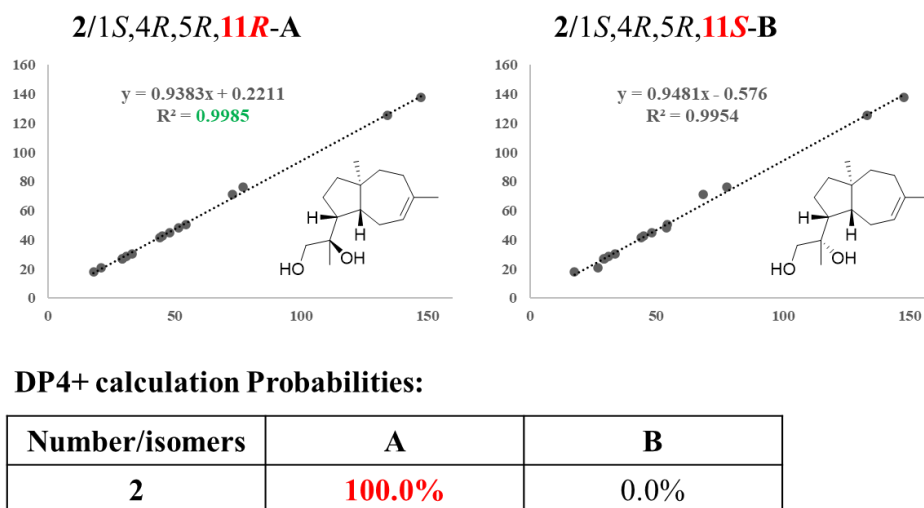 2/1S,4R,5R,11R-A
2/1S,4R,5R,11S-B
160
140
120
100
80
60
40
20
0
0
50
100
150
y = 0.9383x + 0.2211
R² = 0.9985
H
H
HO
OH
160
140
120
100
80
60
40
20
0
0
50
100
150
y = 0.9481x - 0.576
R² = 0.9954
H
H
HO
OH
DP4+ calculation Probabilities:
Number/isomers A B
2 100.0% 0.0%